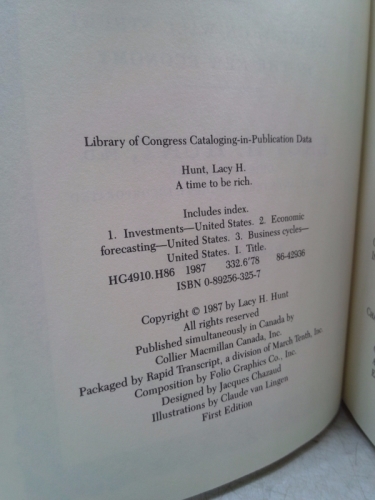 Library of Congress Cataloging-in-Publication Data
Hunt, Lacy H.
A time to be rich.
Includes index.
1. Investments—United States. 2. Economic
forecasting—United States. 3. Business cycles—
United States. I. Title.
HG4910.H86 1987 332.6'78 86-42936
ISBN 0-89256-325-7
Copyright © 1987 by Lacy H. Hunt
All rights reserved
Published simultaneously in Canada by
Collier Macmillan Canada, Inc.
Packaged by Rapid Transcript, a division of March Tenth, Inc.
Composition by Folio Graphics Co., Inc.
Designed by Jacques Chazaud
Illustrations by Claude van Lingen
First Edition